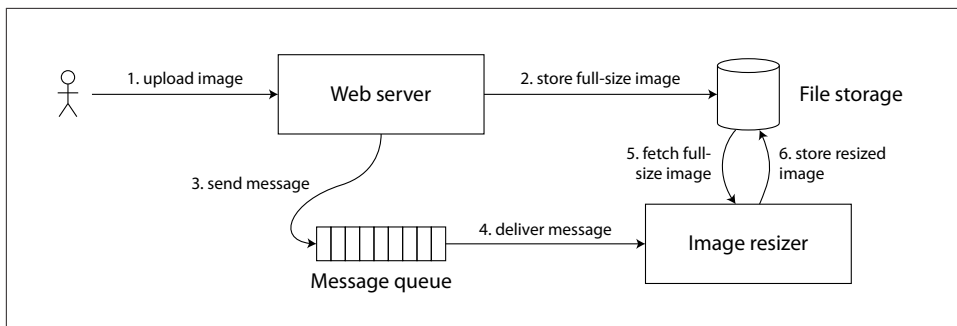 1. upload image
Web server
2. store full-size image
File storage
3. send message
5. fetch full-
size image
6. store resized
image
4. deliver message
Message queue
Image resizer